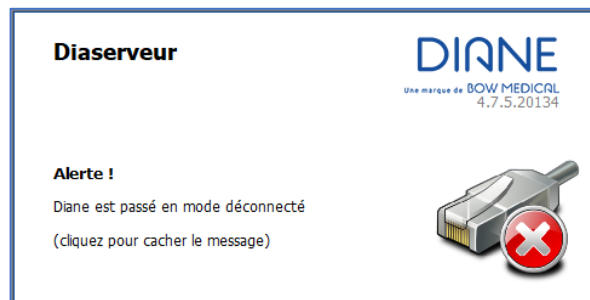 Diaserveur
DIANE
Une marque de BOW MEDICAL
4.7.5.20134
Alerte !
Diane est passé en mode déconnecté
(cliquez pour cacher le message)